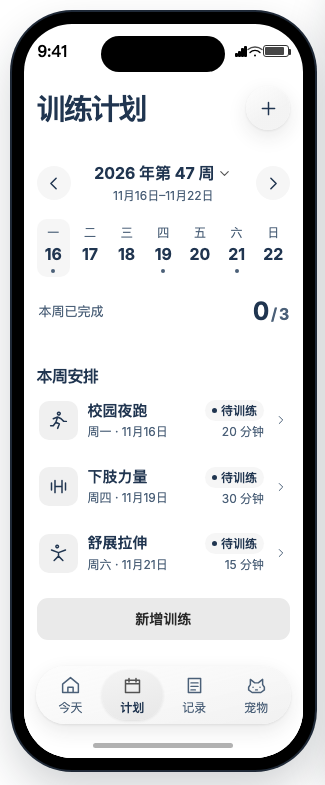 9:41
训练计划
2026 年第 47 周
11月16日–11月22日
一 二 三 四 五 六 日
16 17 18 19 20 21 22
本周已完成 0/3
本周安排
校园夜跑 待训练
周一 · 11月16日 20 分钟
下肢力量 待训练
周四 · 11月19日 30 分钟
舒展拉伸 待训练
周六 · 11月21日 15 分钟
新增训练
今天 计划 记录 宠物